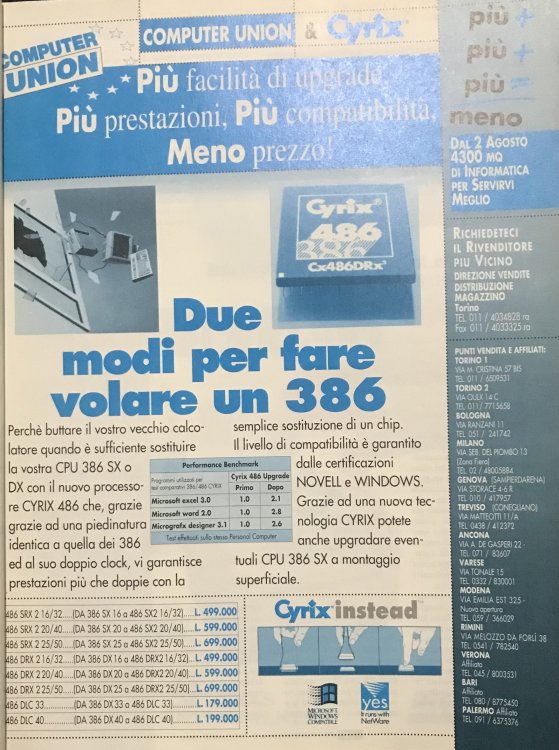 COMPUTER
UNION
COMPUTER UNION & Cyrix
Più facilità di upgrade,
Più prestazioni, Più compatibilità,
Meno prezzo!
Cyrix
486
386
Cx486DRx²
Due
modi per fare
volare un 386
Perchè buttare il vostro vecchio calco-
latore quando è sufficiente sostituire
la vostra CPU 386 SX o
DX con il nuovo processo-
re CYRIX 486 che, grazie
grazie ad una piedinatura
identica a quella dei 386
ed al suo doppio clock, vi garantisce
prestazioni più che doppie con la
semplice sostituzione di un chip.
Il livello di compatibilità è garantito
dalle certificazioni
NOVELL e WINDOWS.
Grazie ad una nuova tec-
nologia CYRIX potete
anche upgradare even-
tuali CPU 386 SX a montaggio
superficiale.
Performance Benchmark
Programmi utilizzati per
test comparativi 386/486 CYRIX
Cyrix 486 Upgrade
Primo Dopo
Microsoft excel 3.0 1.0 2.1
Microsoft word 2.0 1.0 2.8
Micrografx designer 3.1 1.0 2.6
Test effettuati sullo stesso Personal Computer
486 SRX 2 16/32.....(DA 386 SX 16 a 486 SX2 16/32)....L. 499.000
486 SRX 2 20/40.....(DA 386 SX 20 a 486 SX2 20/40)....L. 599.000
486 SRX 2 25/50.....(DA 386 SX 25 a 486 SX2 25/50)....L. 699.000
486 DRX 2 16/32.....(DA 386 DX 16 a 486 DRX2 16/32)..L. 499.000
486 DRX 2 20/40.....(DA 386 DX 20 a 486 DRX2 20/40)..L. 599.000
486 DRX 2 25/50.....(DA 386 DX 25 a 486 DRX2 25/50)..L. 699.000
486 DLC 33..............(DA 386 DX 33 a 486 DLC 33).........L. 179.000
486 DLC 40..............(DA 386 DX 40 a 486 DLC 40).........L. 199.000
Cyrix instead™
MICROSOFT
WINDOWS
COMPATIBLE
yes
It runs with
NetWare
più +
più +
più =
meno
DAL 2 AGOSTO
4300 MQ
DI INFORMATICA
PER SERVIRVI
MEGLIO
RICHIEDETECI
IL RIVENDITORE
PIU VICINO
DIREZIONE VENDITE
DISTRIBUZIONE
MAGAZZINO
Torino
TEL. 011 / 4034828 r.a
Fax 011 / 4033325 r.a
PUNTI VENDITA E AFFILIATI:
TORINO 1
VIA M. CRISTINA 57 BIS
TEL. 011 / 6509531
TORINO 2
VIA OULX 14 C
TEL. 011 / 7715658
BOLOGNA
VIA RANZANI 11
TEL. 051 / 241742
MILANO
VIA SEB. DEL PIOMBO 13
(Zona Fiera)
TEL. 02 / 48005884
GENOVA (SAMPIERDARENA)
VIA STORACE 4-6 R
TEL. 010 / 417957
TREVISO (CONEGLIANO)
VIA MATTEOTTI 11/A
TEL. 0438 / 412372
ANCONA
VIA A. DE GASPERI 22-
TEL. 071 / 83607
VARESE
VIA TONALE 15
TEL. 0332 / 830001
MODENA
VIA EMILIA EST 325 -
Nuova apertura
TEL. 059 / 366029
RIMINI
VIA MELOZZO DA FORLÌ 38
TEL. 0541 / 782540
VERONA
Affiliato
TEL. 045 / 8003531
BARI
Affiliato
TEL. 080 / 8775450
PALERMO Affiliato
TEL. 091 / 6375376